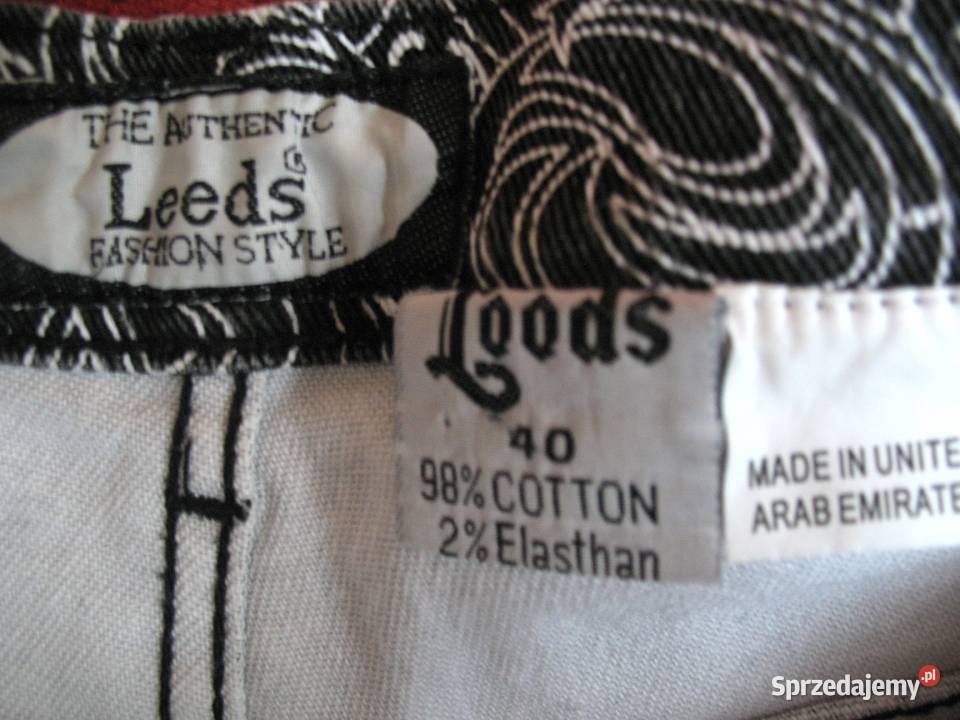 THE AUTHENTIC
Leeds
FASHION STYLE
Leeds
40
98% COTTON
2% Elasthan
MADE IN UNITE
ARAB EMIRATE
Sprzedajemy.pl